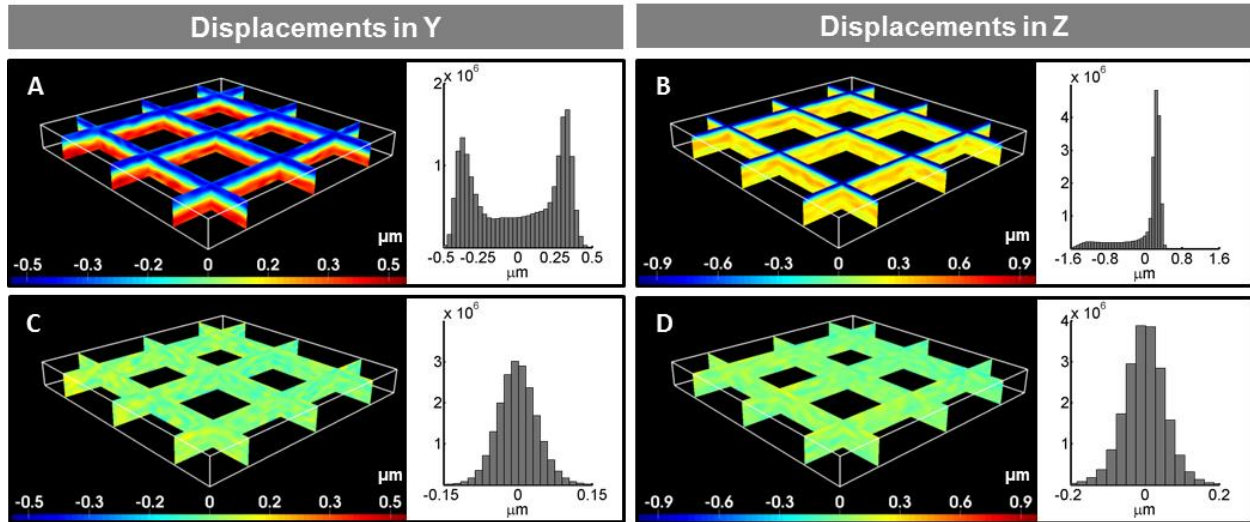 Displacements in Y
Displacements in Z
A
µm
-0.5 -0.3 -0.2 0 0.2 0.3 0.5
x 10^6
2
1
-0.5 -0.25 0 0.25 0.5
µm
B
µm
-0.9 -0.6 -0.3 0 0.3 0.6 0.9
x 10^6
5
4
3
2
1
-1.6 -0.8 0 0.8 1.6
µm
C
µm
-0.5 -0.3 -0.2 0 0.2 0.3 0.5
x 10^6
4
3
2
1
-0.15 0 0.15
µm
D
µm
-0.9 -0.6 -0.3 0 0.3 0.6 0.9
x 10^6
4
3
2
1
-0.2 0 0.2
µm